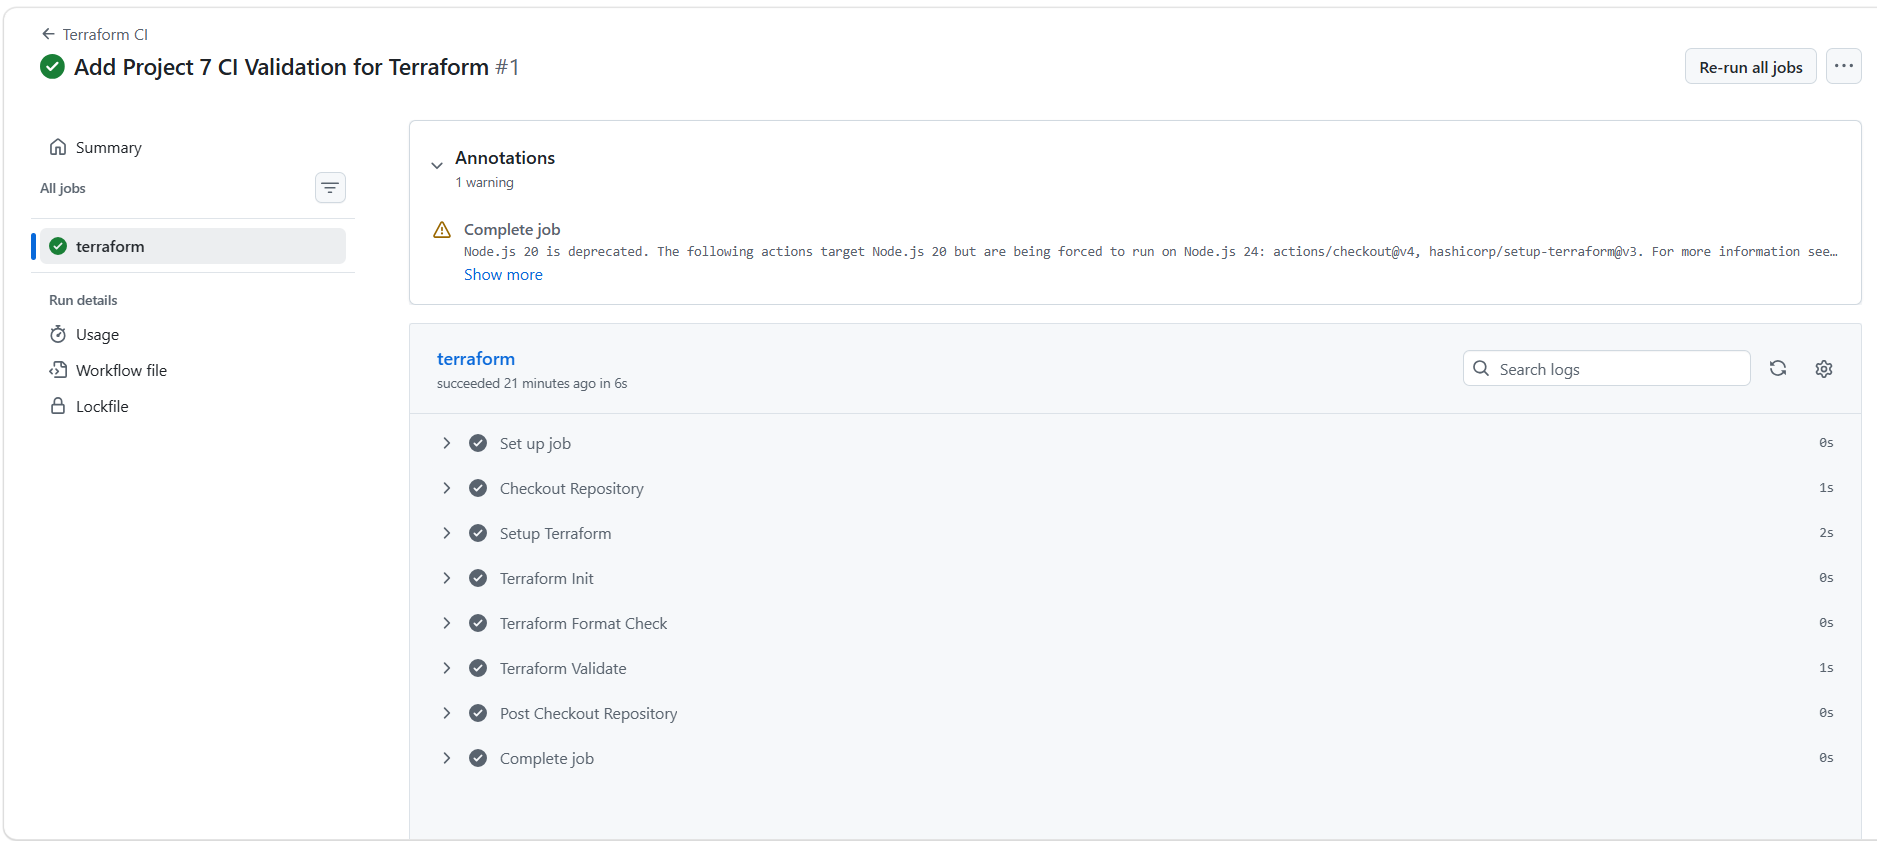 Terraform CI
Add Project 7 CI Validation for Terraform #1
Re-run all jobs
Summary
All jobs
terraform
Run details
Usage
Workflow file
Lockfile
Annotations
1 warning
Complete job
Node.js 20 is deprecated. The following actions target Node.js 20 but are being forced to run on Node.js 24: actions/checkout@v4, hashicorp/setup-terraform@v3. For more information see…
Show more
terraform
succeeded 21 minutes ago in 6s
Search logs
Set up job 0s
Checkout Repository 1s
Setup Terraform 2s
Terraform Init 0s
Terraform Format Check 0s
Terraform Validate 1s
Post Checkout Repository 0s
Complete job 0s